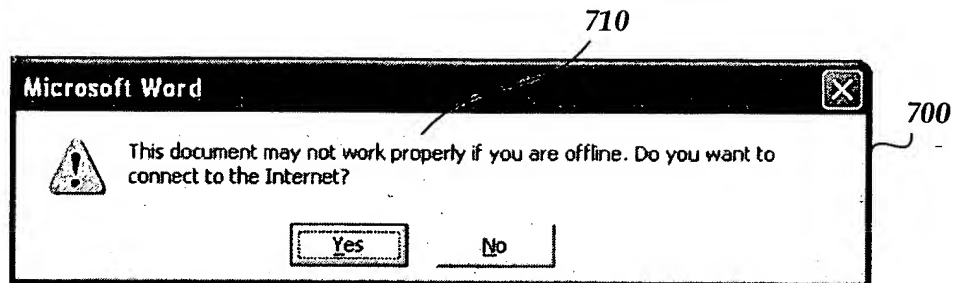 710
Microsoft Word
700
This document may not work properly if you are offline. Do you want to
connect to the Internet?
Yes No